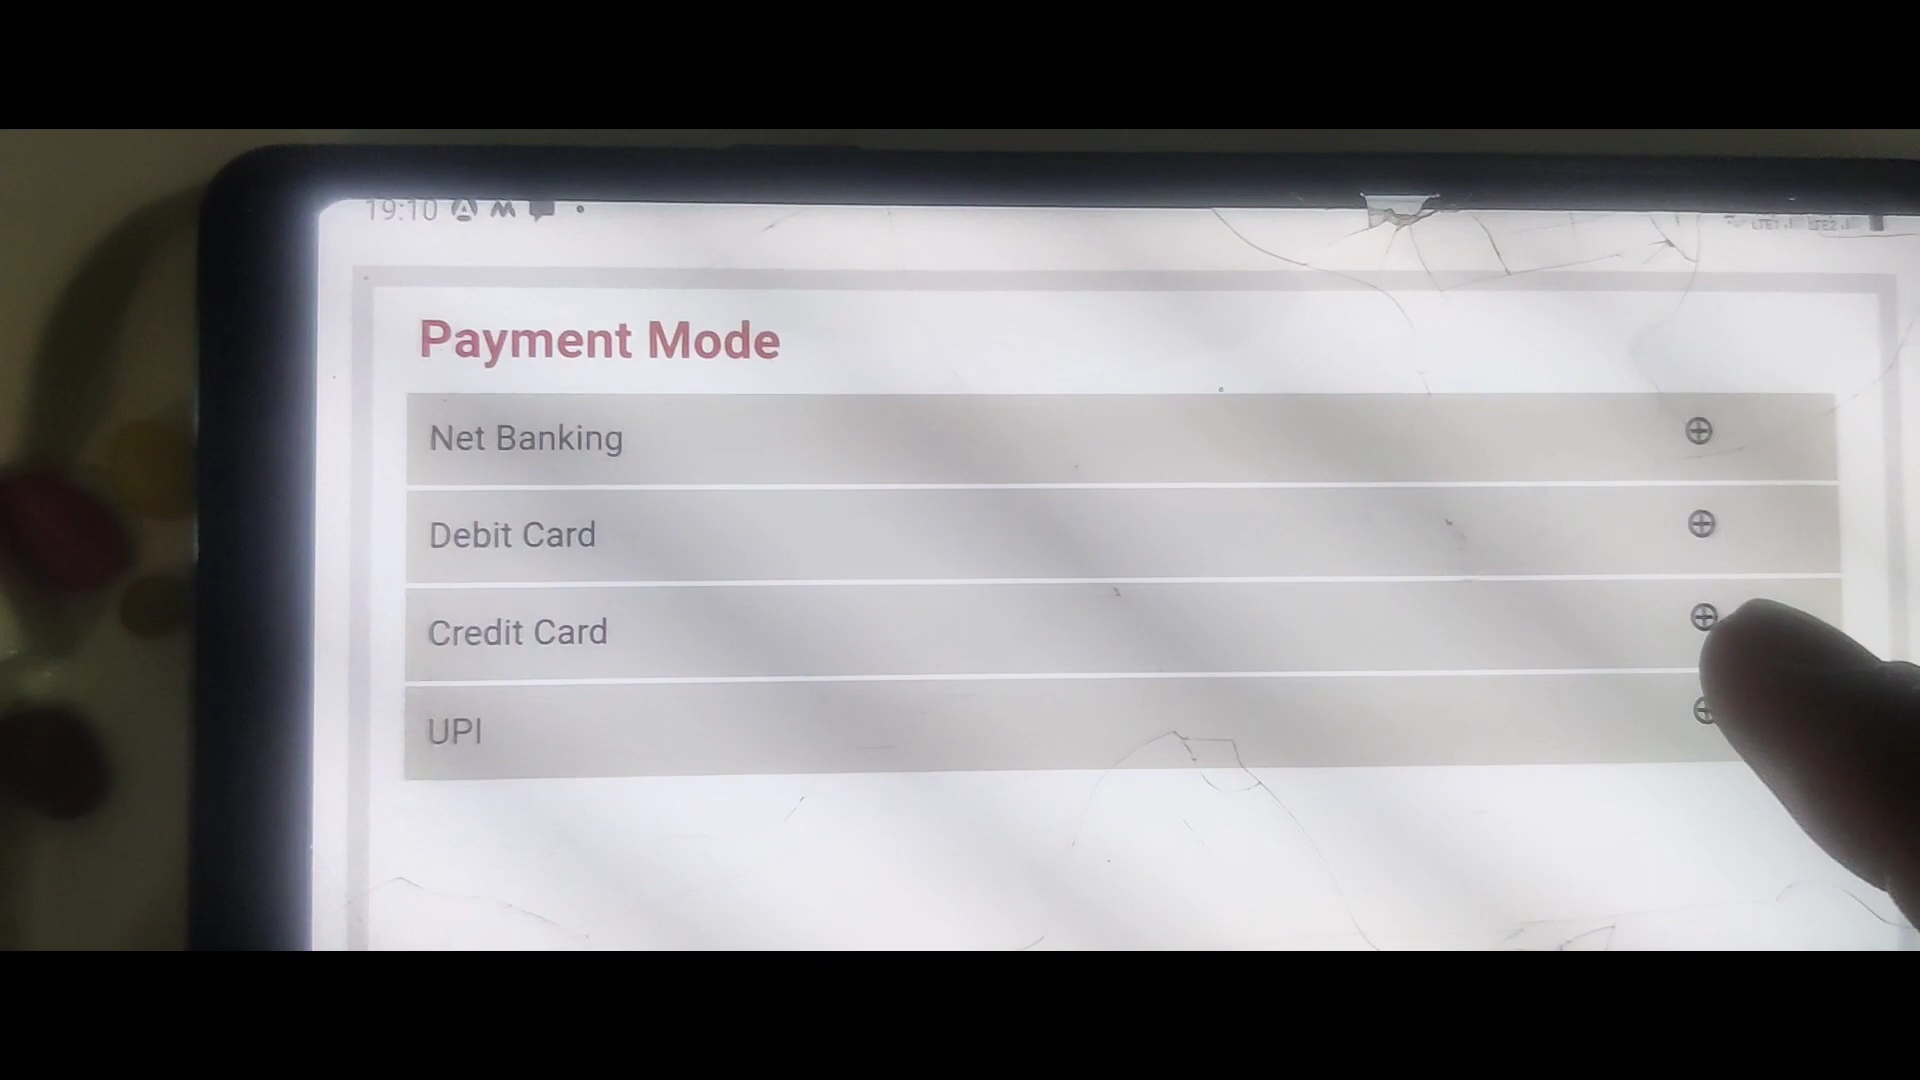 19:10
Payment Mode
Net Banking
Debit Card
Credit Card
UPI